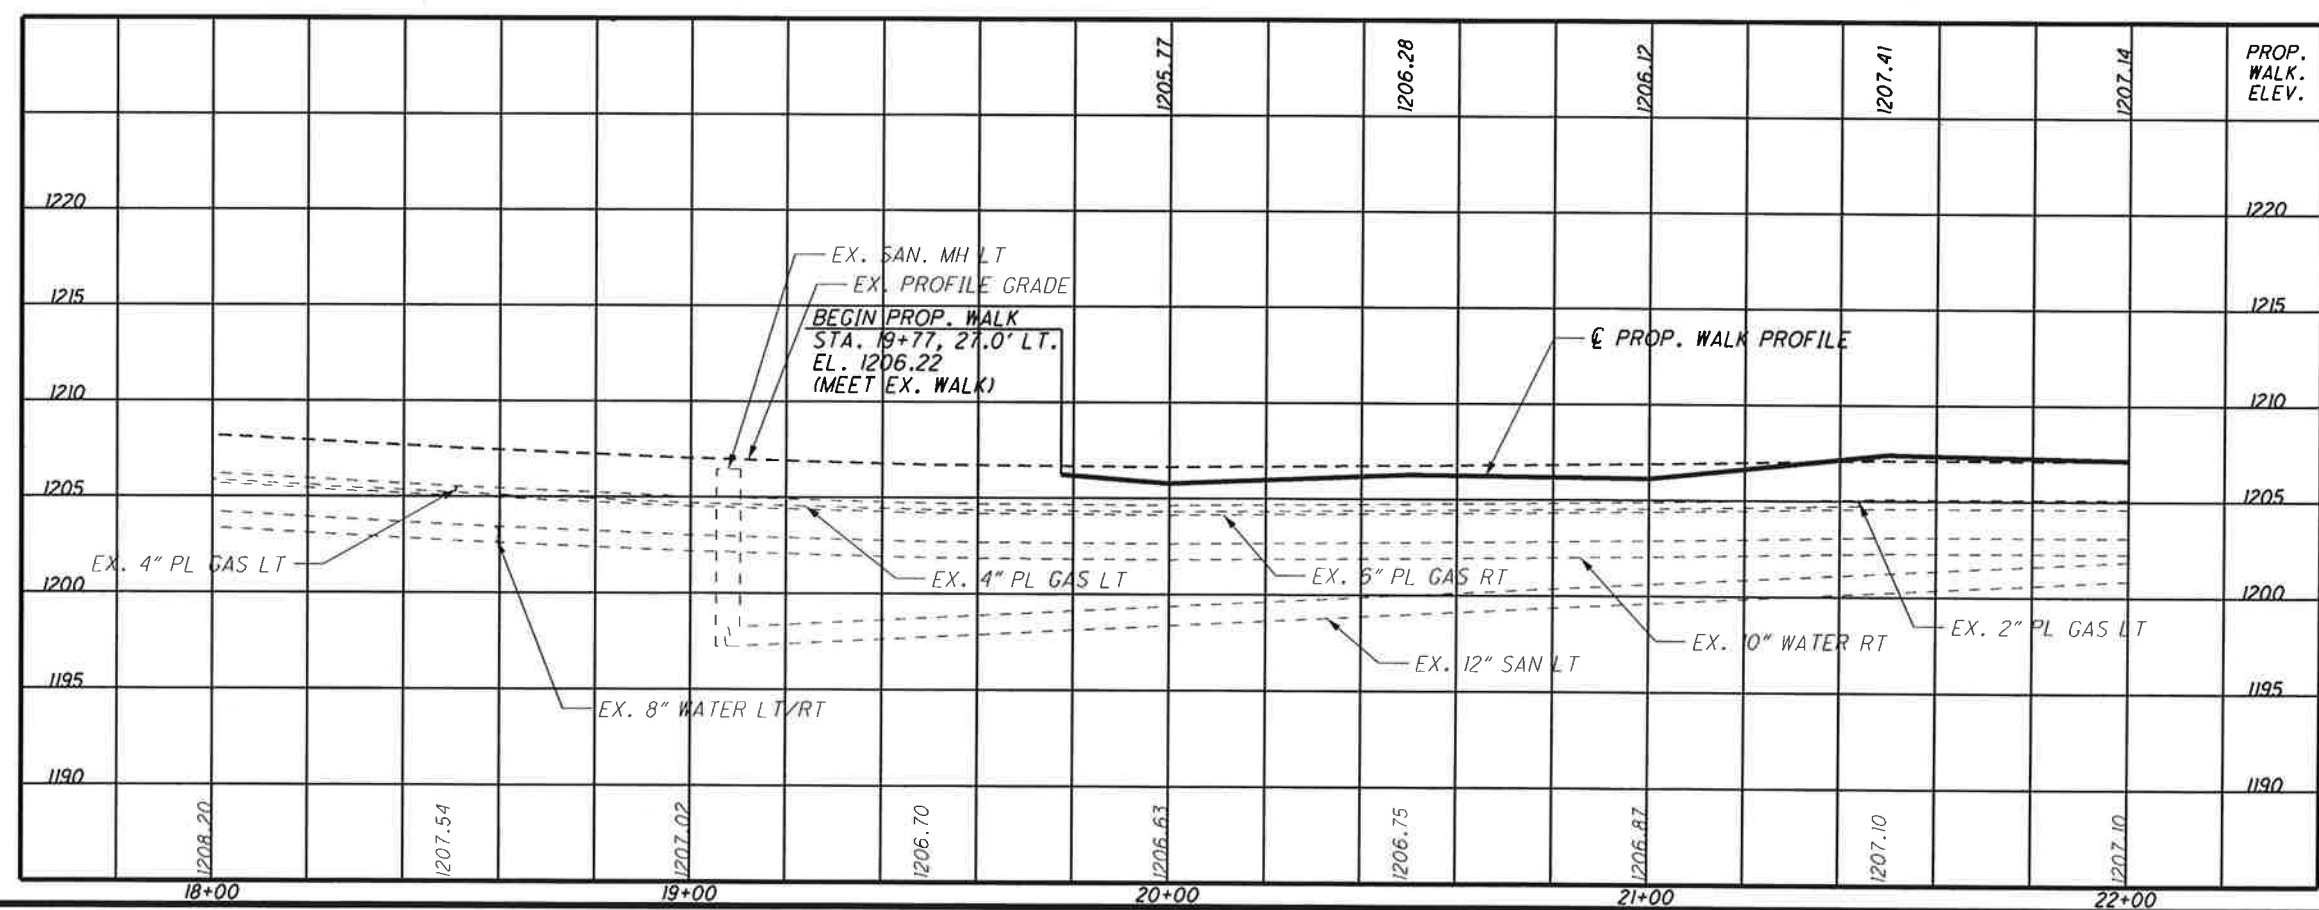 1205.77
1206.28
1206.12
1207.41
1207.14
PROP.
WALK.
ELEV.
1220
1220
EX. SAN. MH LT
EX. PROFILE GRADE
1215
1215
BEGIN PROP. WALK
STA. 19+77, 27.0' LT.
EL. 1206.22
(MEET EX. WALK)
℄ PROP. WALK PROFILE
1210
1210
1205
1205
EX. 4" PL GAS LT
EX. 4" PL GAS LT
EX. 6" PL GAS RT
1200
1200
EX. 2" PL GAS LT
EX. 10" WATER RT
EX. 12" SAN LT
1195
1195
EX. 8" WATER LT/RT
1190
1190
1208.20
1207.54
1207.02
1206.70
1206.63
1206.75
1206.87
1207.10
1207.10
18+00
19+00
20+00
21+00
22+00